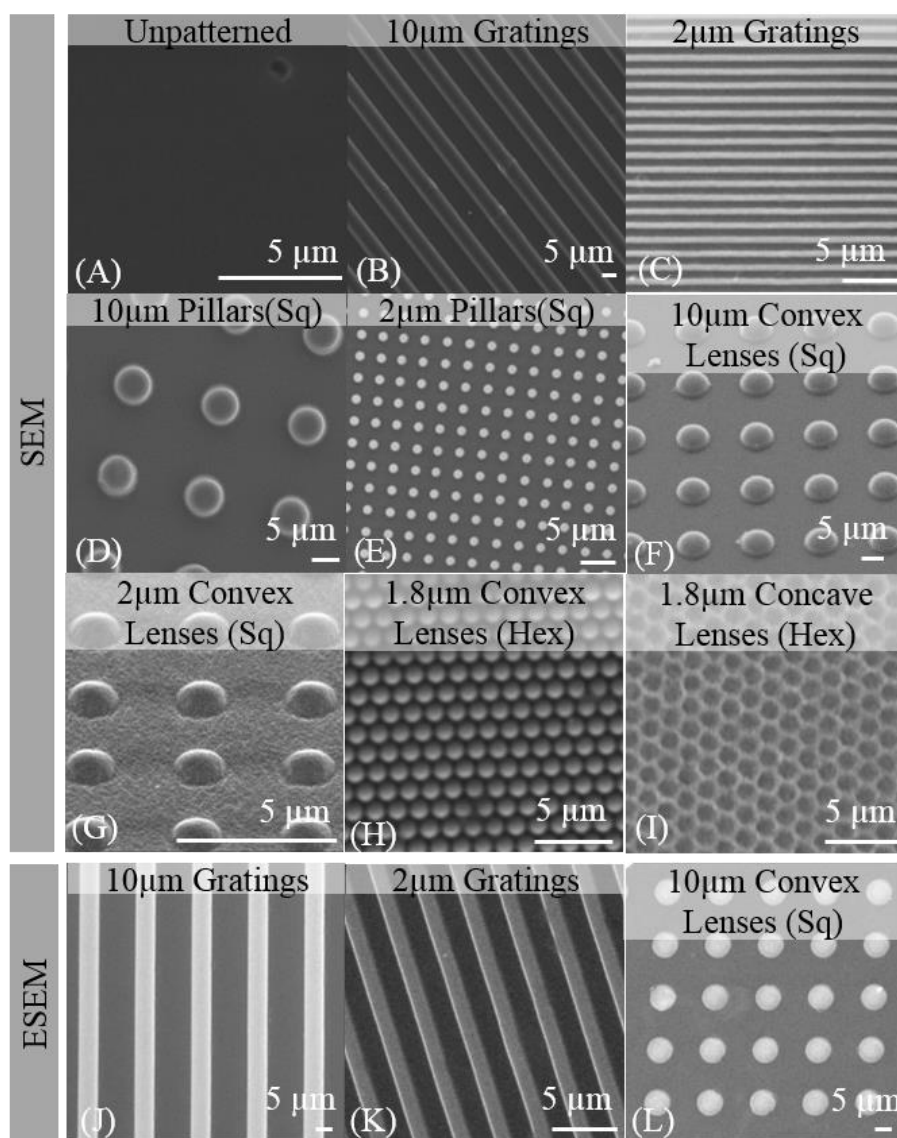 SEM
Unpatterned
5 µm
(A)
10µm Gratings
5 µm
(B)
2µm Gratings
5 µm
(C)
10µm Pillars(Sq)
5 µm
(D)
2µm Pillars(Sq)
5 µm
(E)
10µm Convex
Lenses (Sq)
5 µm
(F)
2µm Convex
Lenses (Sq)
5 µm
(G)
1.8µm Convex
Lenses (Hex)
5 µm
(H)
1.8µm Concave
Lenses (Hex)
5 µm
(I)
ESEM
10µm Gratings
5 µm
(J)
2µm Gratings
5 µm
(K)
10µm Convex
Lenses (Sq)
5 µm
(L)